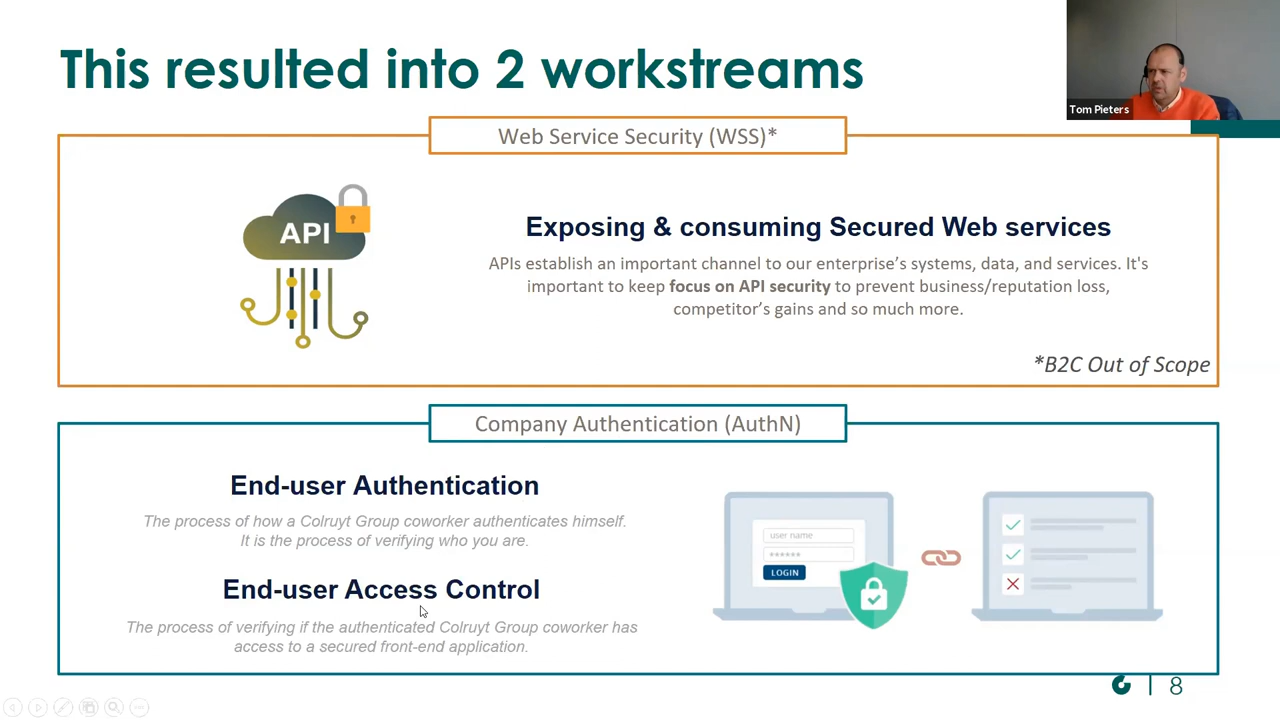 This resulted into 2 workstreams
Tom Pieters
Web Service Security (WSS)*
API
Exposing & consuming Secured Web services
APIs establish an important channel to our enterprise's systems, data, and services. It's
important to keep focus on API security to prevent business/reputation loss,
competitor's gains and so much more.
*B2C Out of Scope
Company Authentication (AuthN)
End-user Authentication
The process of how a Colruyt Group coworker authenticates himself.
It is the process of verifying who you are.
End-user Access Control
The process of verifying if the authenticated Colruyt Group coworker has
access to a secured front-end application.
user name
******
LOGIN
8